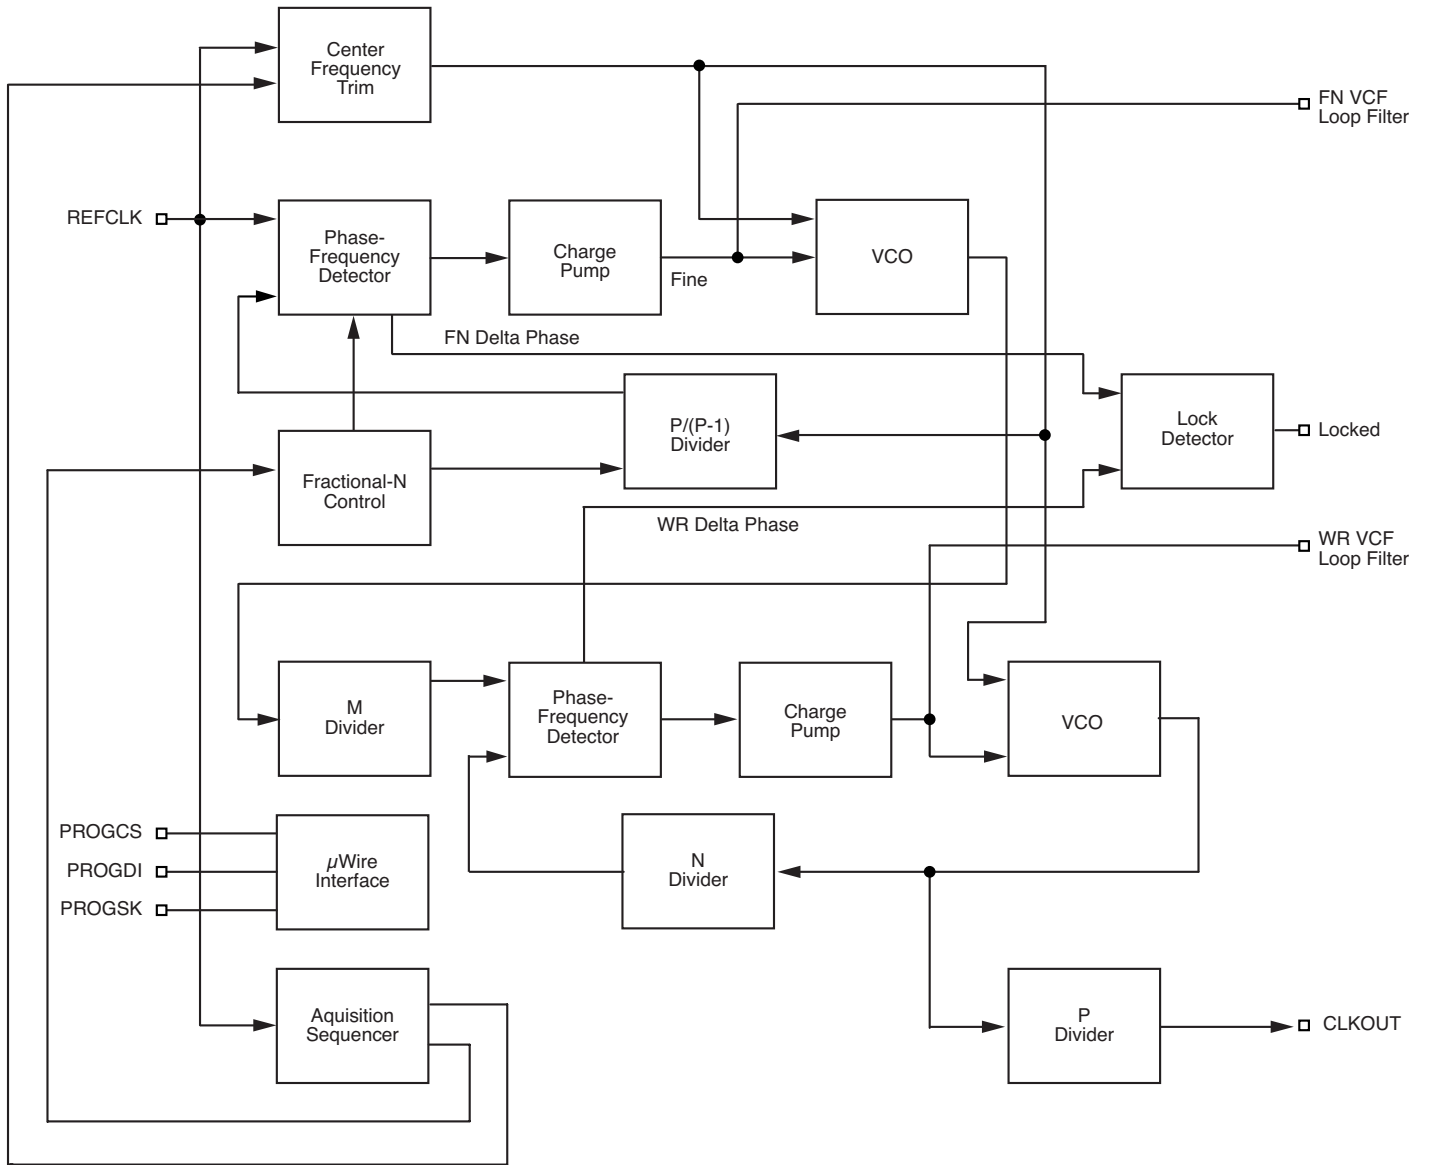 Center
Frequency
Trim
FN VCF
Loop Filter
REFCLK
Phase-
Frequency
Detector
Charge
Pump
Fine
VCO
FN Delta Phase
P/(P-1)
Divider
Lock
Detector
Locked
Fractional-N
Control
WR Delta Phase
WR VCF
Loop Filter
M
Divider
Phase-
Frequency
Detector
Charge
Pump
VCO
PROGCS
PROGDI
PROGSK
µWire
Interface
N
Divider
Aquisition
Sequencer
P
Divider
CLKOUT